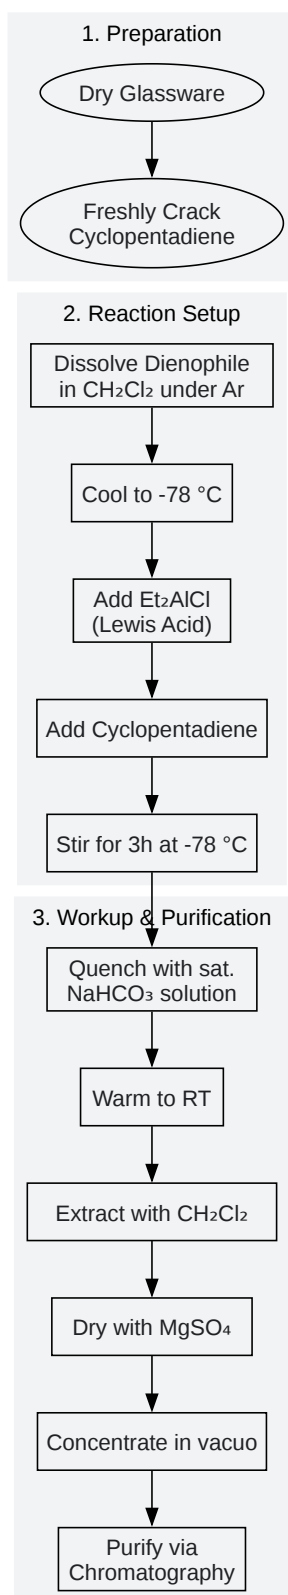 1. Preparation
Dry Glassware
Freshly Crack
Cyclopentadiene
2. Reaction Setup
Dissolve Dienophile
in CH₂Cl₂ under Ar
Cool to -78 °C
Add Et₂AlCl
(Lewis Acid)
Add Cyclopentadiene
Stir for 3h at -78 °C
3. Workup & Purification
Quench with sat.
NaHCO₃ solution
Warm to RT
Extract with CH₂Cl₂
Dry with MgSO₄
Concentrate in vacuo
Purify via
Chromatography